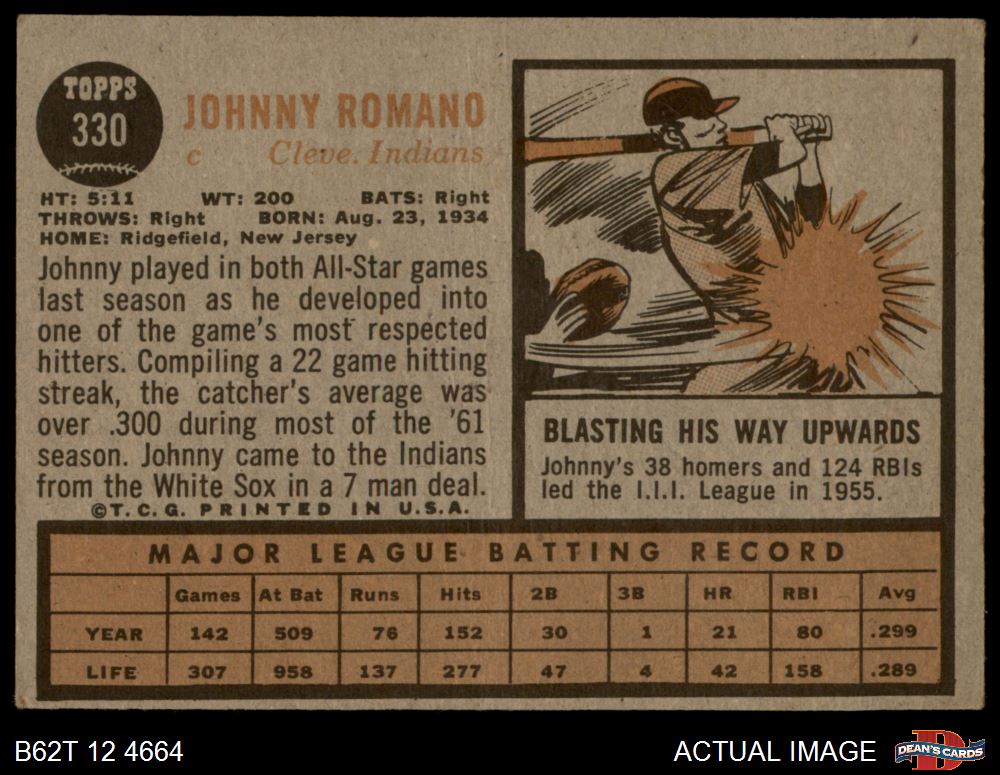 TOPPS
330
JOHNNY ROMANO
c Cleve. Indians
HT: 5:11 WT: 200 BATS: Right
THROWS: Right BORN: Aug. 23, 1934
HOME: Ridgefield, New Jersey
Johnny played in both All-Star games
last season as he developed into
one of the game's most respected
hitters. Compiling a 22 game hitting
streak, the catcher's average was
over .300 during most of the '61
season. Johnny came to the Indians
from the White Sox in a 7 man deal.
©T.C.G. PRINTED IN U.S.A.
BLASTING HIS WAY UPWARDS
Johnny's 38 homers and 124 RBIs
led the I.I.I. League in 1955.
MAJOR LEAGUE BATTING RECORD
Games At Bat Runs Hits 2B 3B HR RBI Avg
YEAR 142 509 76 152 30 1 21 80 .299
LIFE 307 958 137 277 47 4 42 158 .289
B62T 12 4664
ACTUAL IMAGE
DEAN'S CARDS